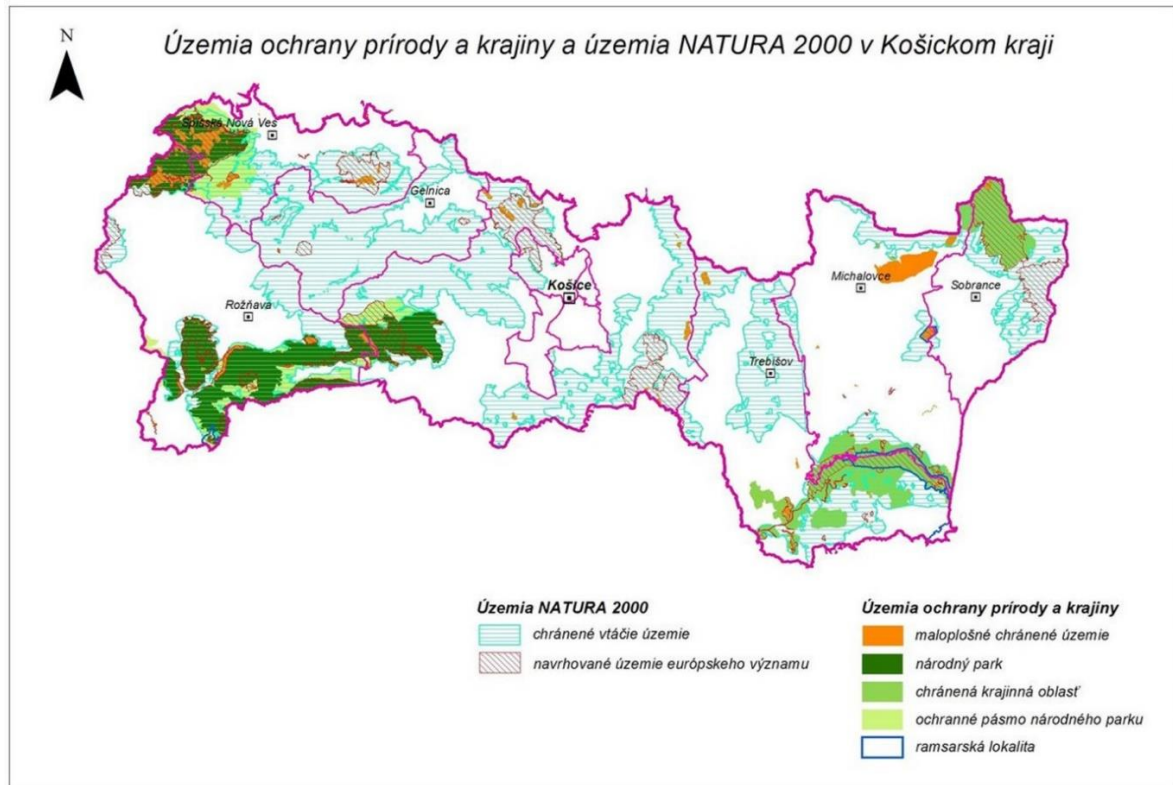 N
Územia ochrany prírody a krajiny a územia NATURA 2000 v Košickom kraji
Spišská Nová Ves
Gelnica
Košice
Michalovce
Sobrance
Rožňava
Trebišov
Územia NATURA 2000
chránené vtáčie územie
navrhované územie európskeho významu
Územia ochrany prírody a krajiny
maloplošné chránené územie
národný park
chránená krajinná oblasť
ochranné pásmo národného parku
ramsarská lokalita